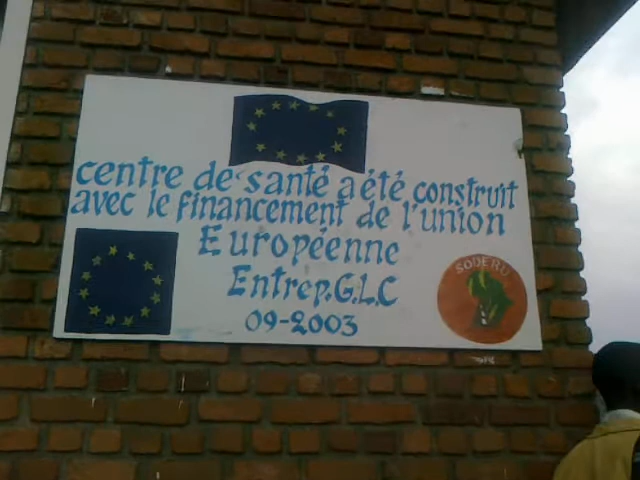 centre de santé a été construit
avec le financement de l'union
Européenne
Entrep.G.L.C
09-2003
SODERU